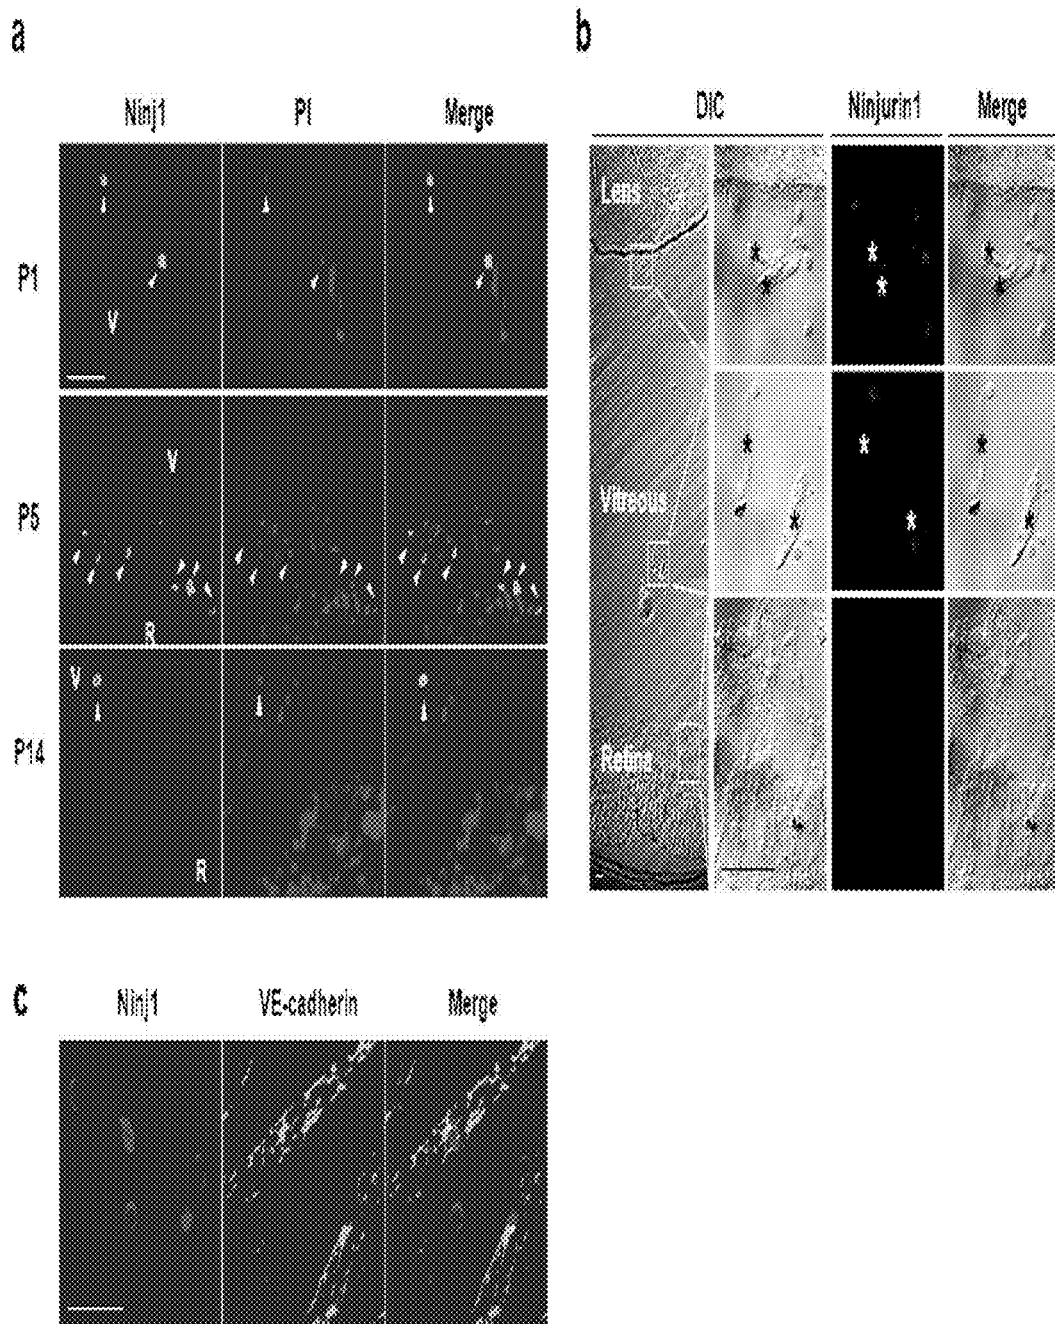 a
Ninj1 PI Merge
P1
V
P5
V
R
P14
V
R
b
DIC Ninjurin1 Merge
Lens
Vitreous
Retina
c
Ninj1 VE-cadherin Merge